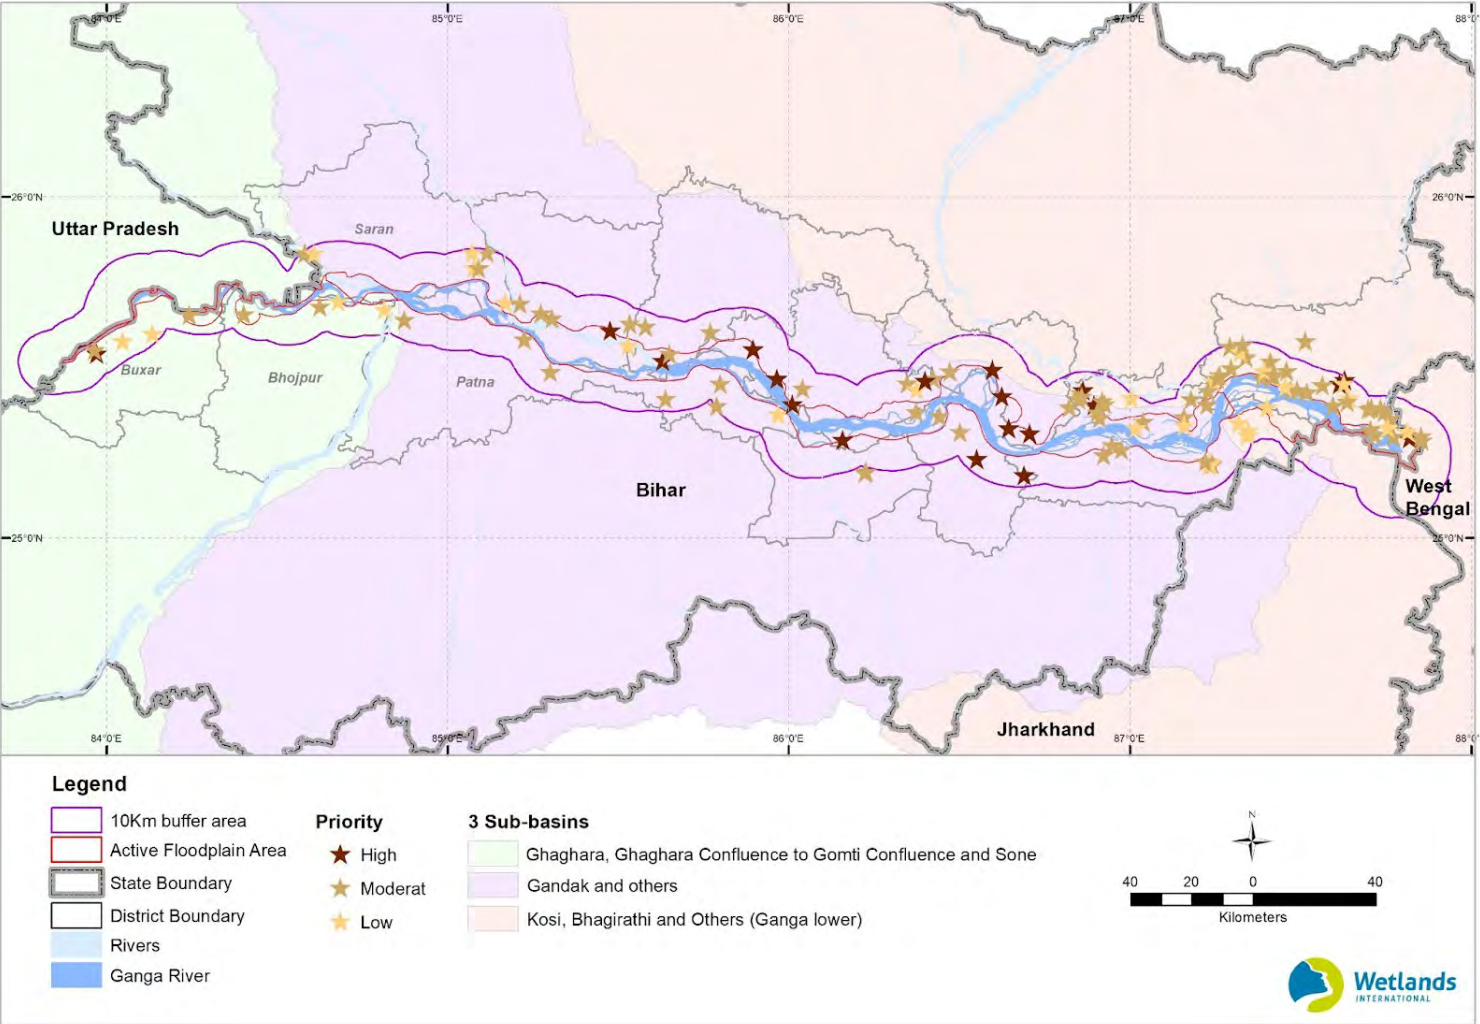 84°0'E 85°0'E 86°0'E 87°0'E 88°0'
26°0'N 26°0'N
Uttar Pradesh
Saran
Buxar
Bhojpur
Patna
Bihar
West
Bengal
25°0'N 25°0'N
Jharkhand
84°0'E 85°0'E 86°0'E 87°0'E 88°0'
Legend
10Km buffer area
Active Floodplain Area
State Boundary
District Boundary
Rivers
Ganga River
Priority
High
Moderat
Low
3 Sub-basins
Ghaghara, Ghaghara Confluence to Gomti Confluence and Sone
Gandak and others
Kosi, Bhagirathi and Others (Ganga lower)
N
40 20 0 40
Kilometers
Wetlands
INTERNATIONAL